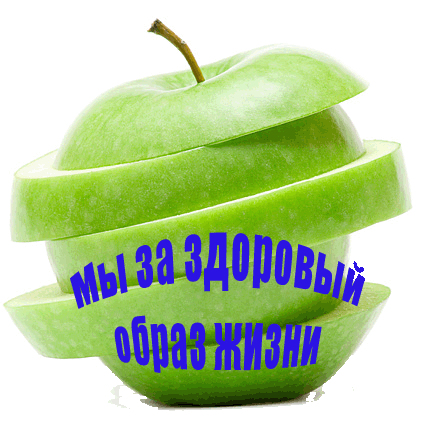 мы за здоровый
образ жизни